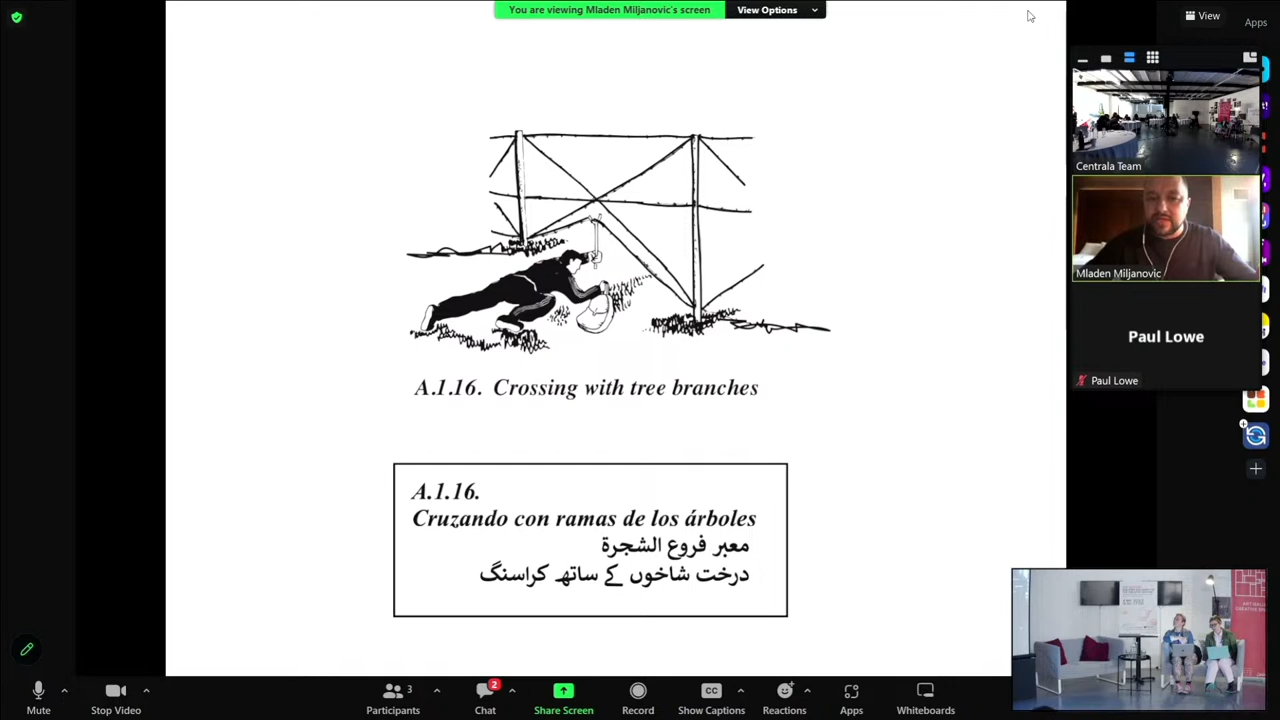 You are viewing Mladen Miljanovic's screen
View Options
View
Apps
Centrala Team
Mladen Miljanovic
Paul Lowe
Paul Lowe
A.1.16. Crossing with tree branches
A.1.16.
Cruzando con ramas de los árboles
معبر فروع الشجرة
درخت شاخوں کے ساتھ کراسنگ
Mute
Stop Video
3
Participants
2
Chat
Share Screen
Record
CC
Show Captions
Reactions
Apps
Whiteboards